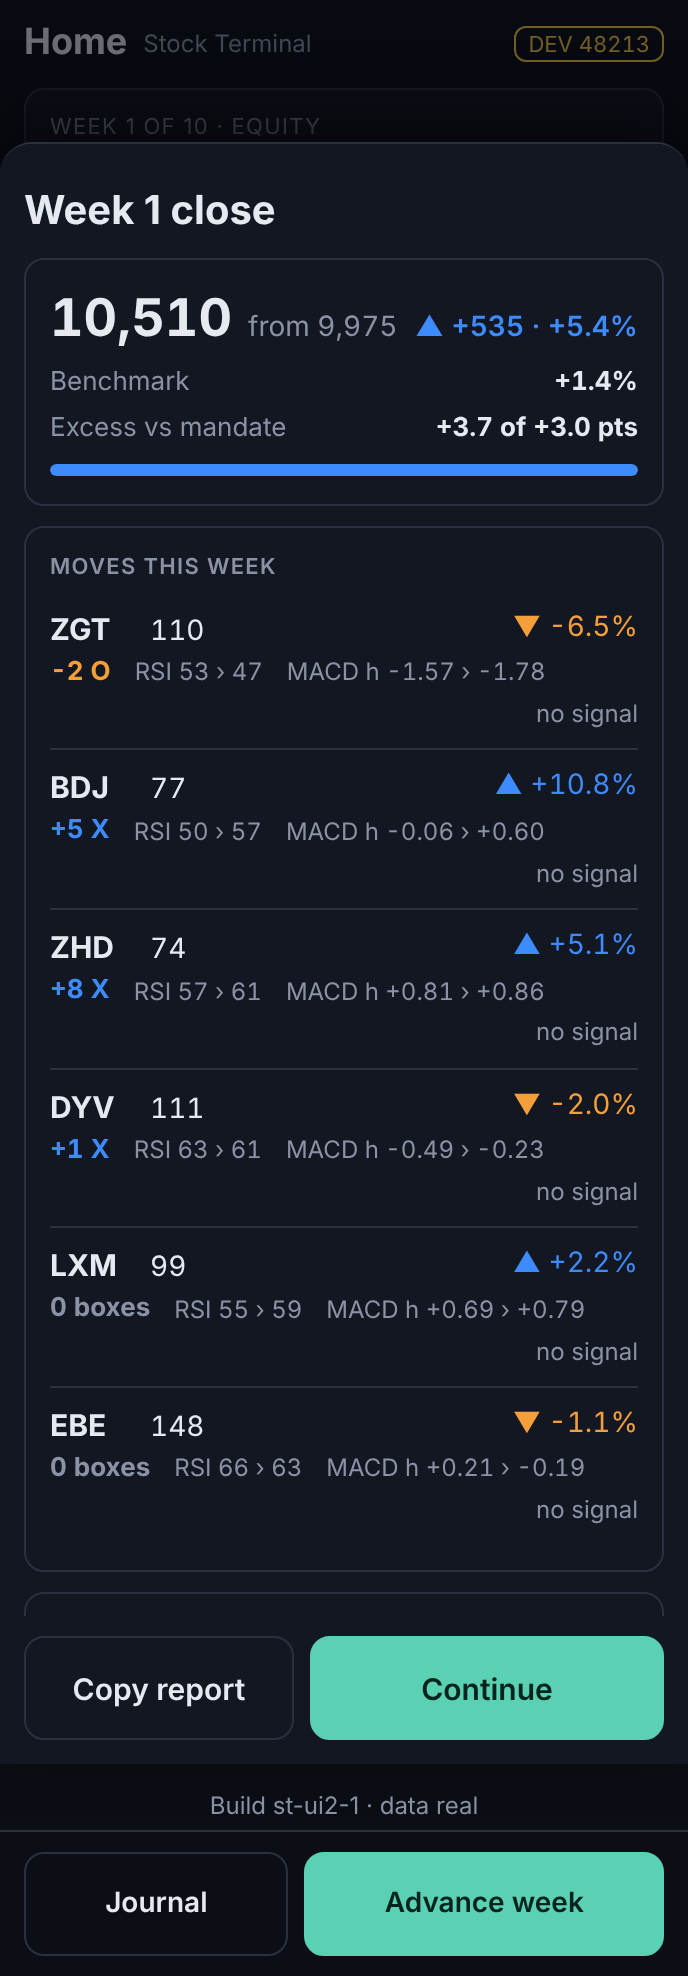 Home Stock Terminal DEV 48213
WEEK 1 OF 10 · EQUITY
Week 1 close
10,510 from 9,975 ▲ +535 · +5.4%
Benchmark +1.4%
Excess vs mandate +3.7 of +3.0 pts
MOVES THIS WEEK
ZGT 110 ▼ -6.5%
-2 O RSI 53 › 47 MACD h -1.57 › -1.78
no signal
BDJ 77 ▲ +10.8%
+5 X RSI 50 › 57 MACD h -0.06 › +0.60
no signal
ZHD 74 ▲ +5.1%
+8 X RSI 57 › 61 MACD h +0.81 › +0.86
no signal
DYV 111 ▼ -2.0%
+1 X RSI 63 › 61 MACD h -0.49 › -0.23
no signal
LXM 99 ▲ +2.2%
0 boxes RSI 55 › 59 MACD h +0.69 › +0.79
no signal
EBE 148 ▼ -1.1%
0 boxes RSI 66 › 63 MACD h +0.21 › -0.19
no signal
Copy report Continue
Build st-ui2-1 · data real
Journal Advance week